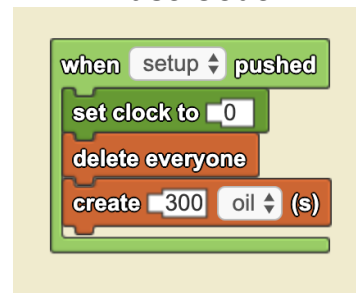 when setup pushed
set clock to 0
delete everyone
create 300 oil (s)